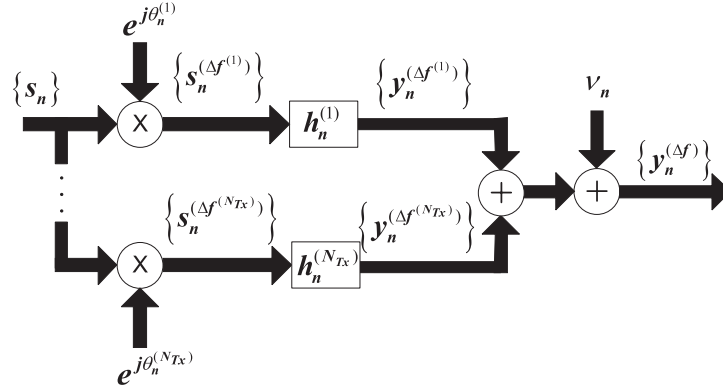 e^{jθ_n^{(1)}}
{s_n}
{s_n^{(Δf^{(1)})}}
{y_n^{(Δf^{(1)})}}
X
h_n^{(1)}
ν_n
{y_n^{(Δf)}}
+
+
{s_n^{(Δf^{(N_{Tx})})}}
{y_n^{(Δf^{(N_{Tx})})}}
X
h_n^{(N_{Tx})}
e^{jθ_n^{(N_{Tx})}}